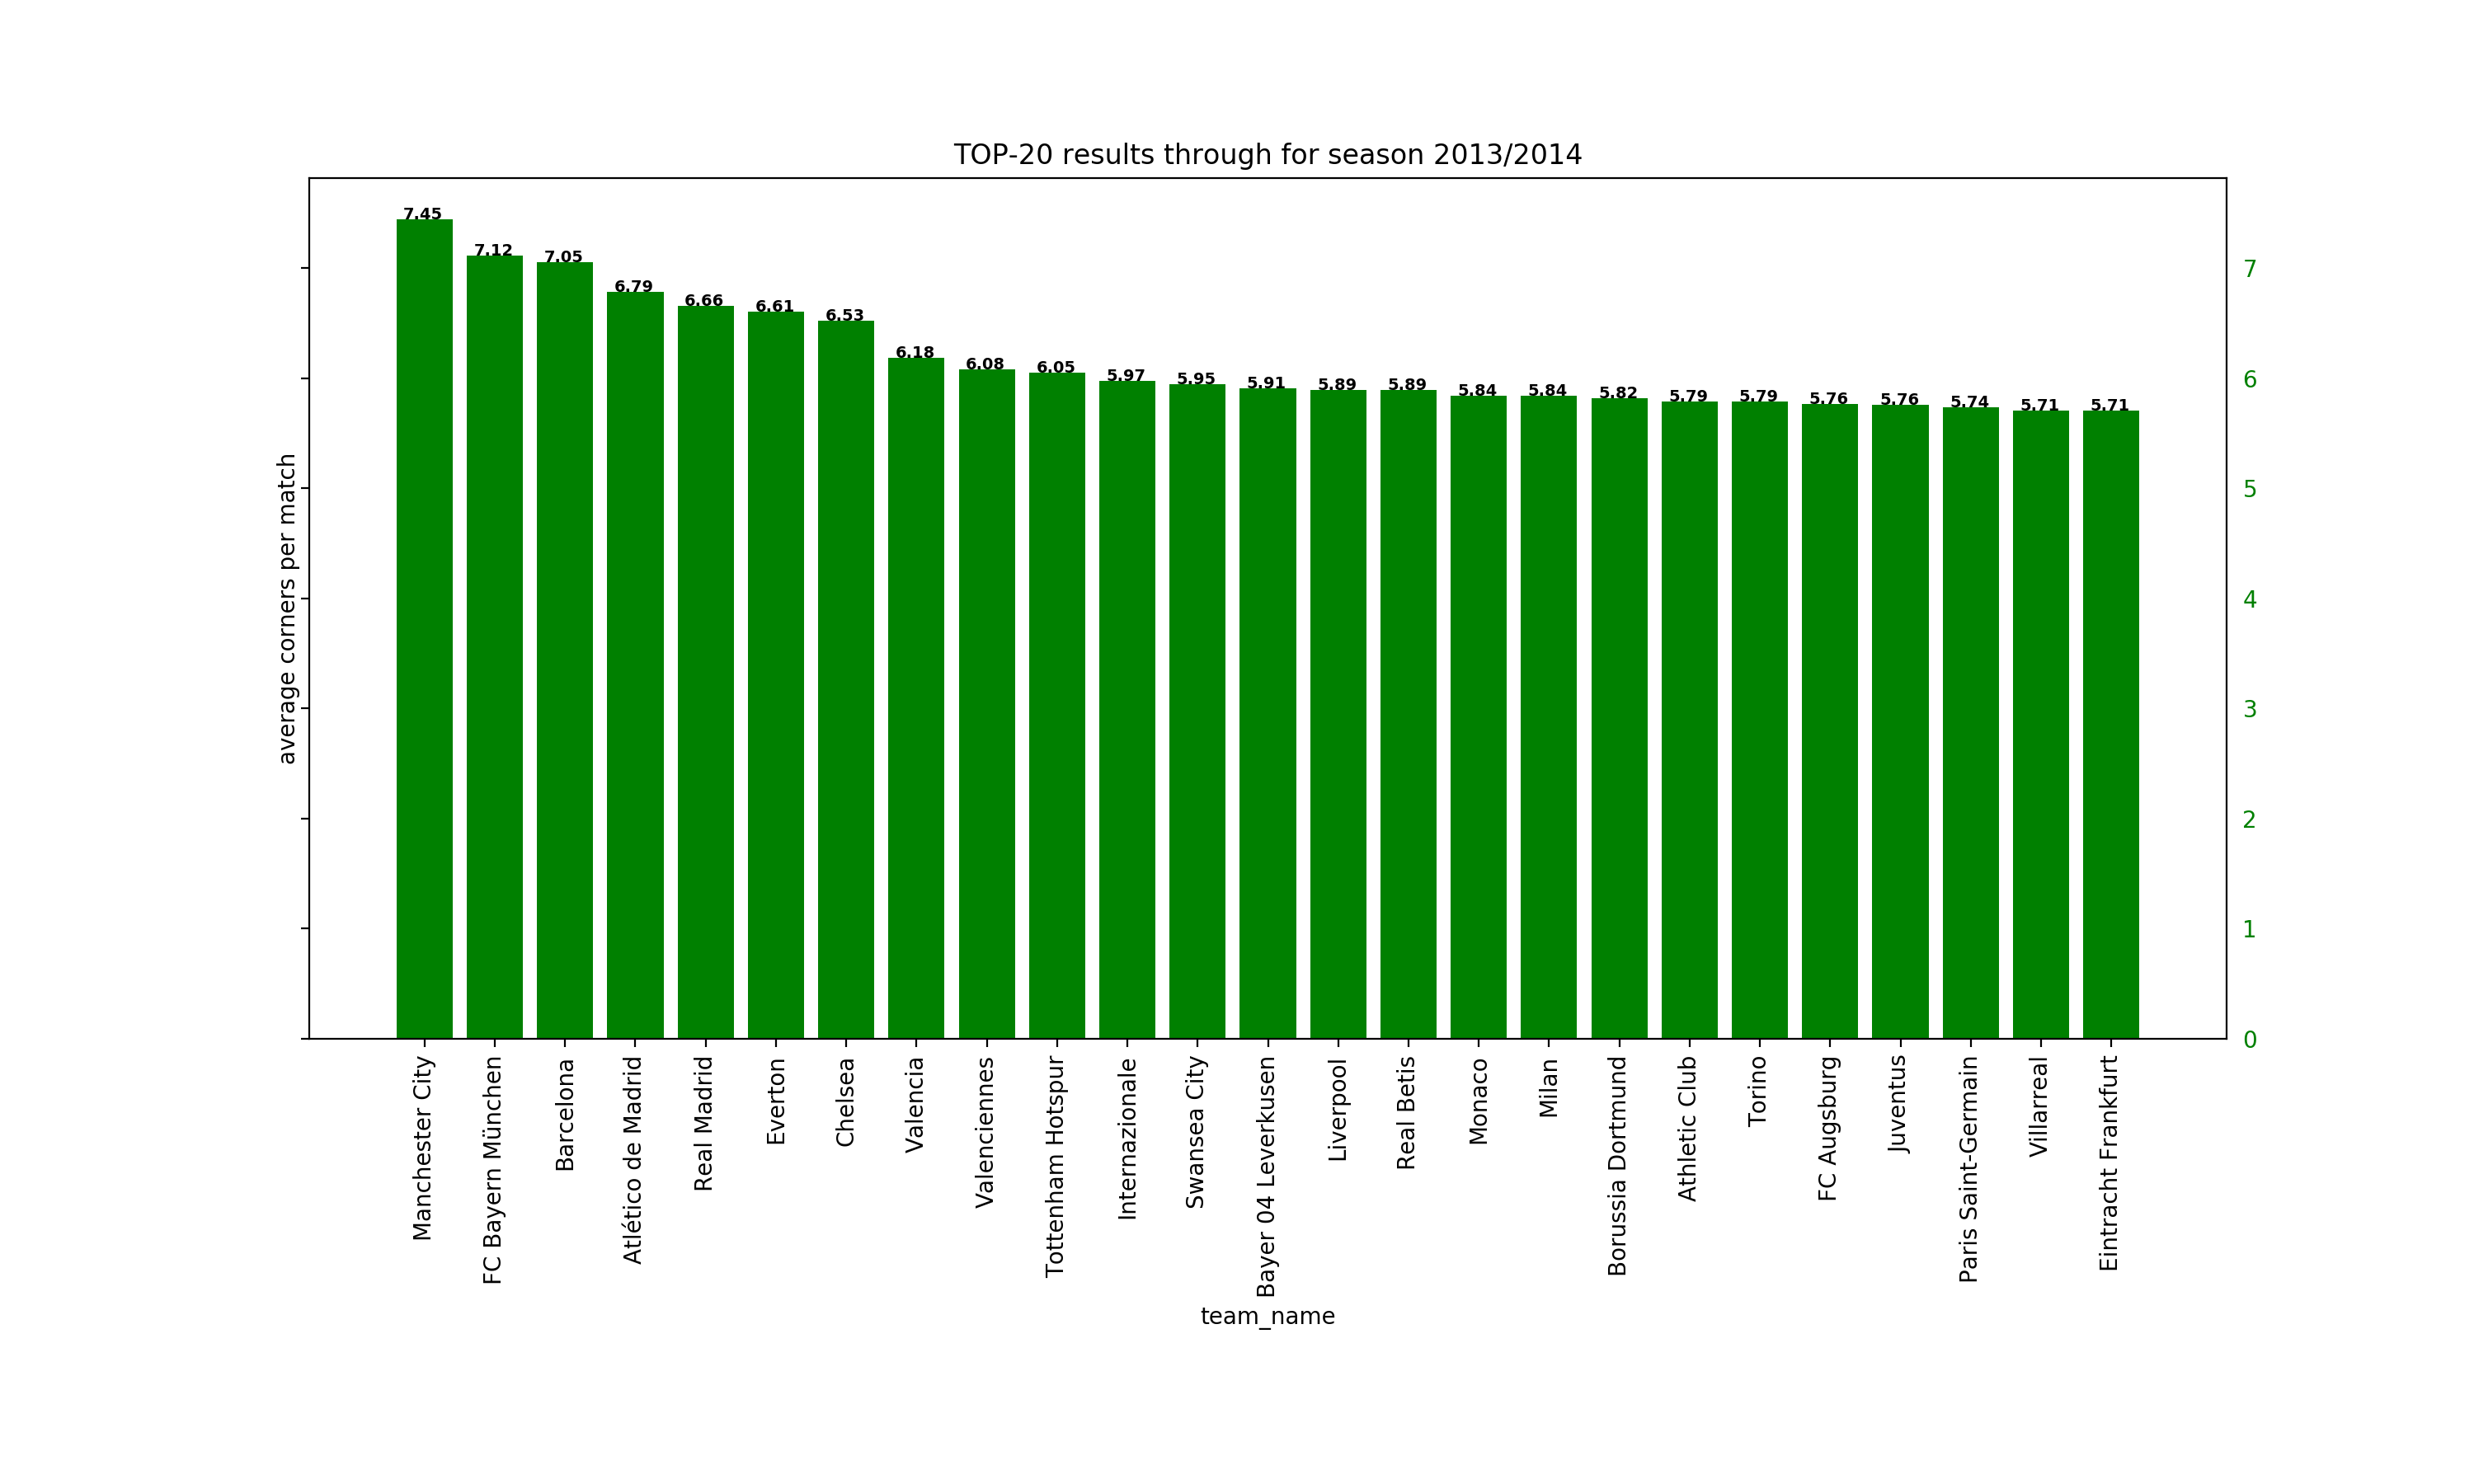 TOP-20 results through for season 2013/2014
average corners per match
7.45
7.12
7.05
6.79
6.66
6.61
6.53
6.18
6.08
6.05
5.97
5.95
5.91
5.89
5.89
5.84
5.84
5.82
5.79
5.79
5.76
5.76
5.74
5.71
5.71
7
6
5
4
3
2
1
0
Manchester City
FC Bayern München
Barcelona
Atlético de Madrid
Real Madrid
Everton
Chelsea
Valencia
Valenciennes
Tottenham Hotspur
Internazionale
Swansea City
Bayer 04 Leverkusen
Liverpool
Real Betis
Monaco
Milan
Borussia Dortmund
Athletic Club
Torino
FC Augsburg
Juventus
Paris Saint-Germain
Villarreal
Eintracht Frankfurt
team_name